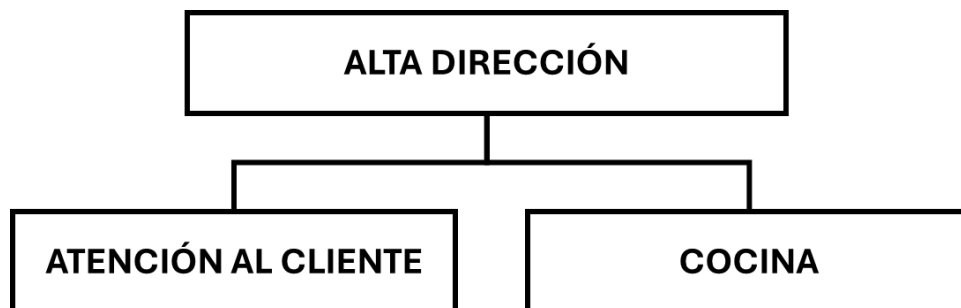 ALTA DIRECCIÓN
ATENCIÓN AL CLIENTE
COCINA